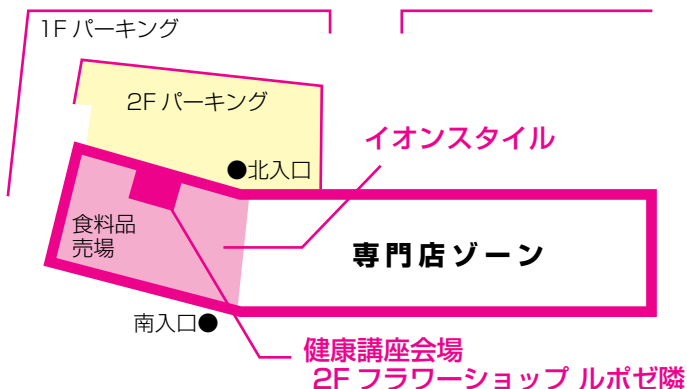 1F パーキング
2F パーキング
イオンスタイル
●北入口
食料品
売場
専門店ゾーン
南入口●
健康講座会場
2F フラワーショップ ルポゼ隣